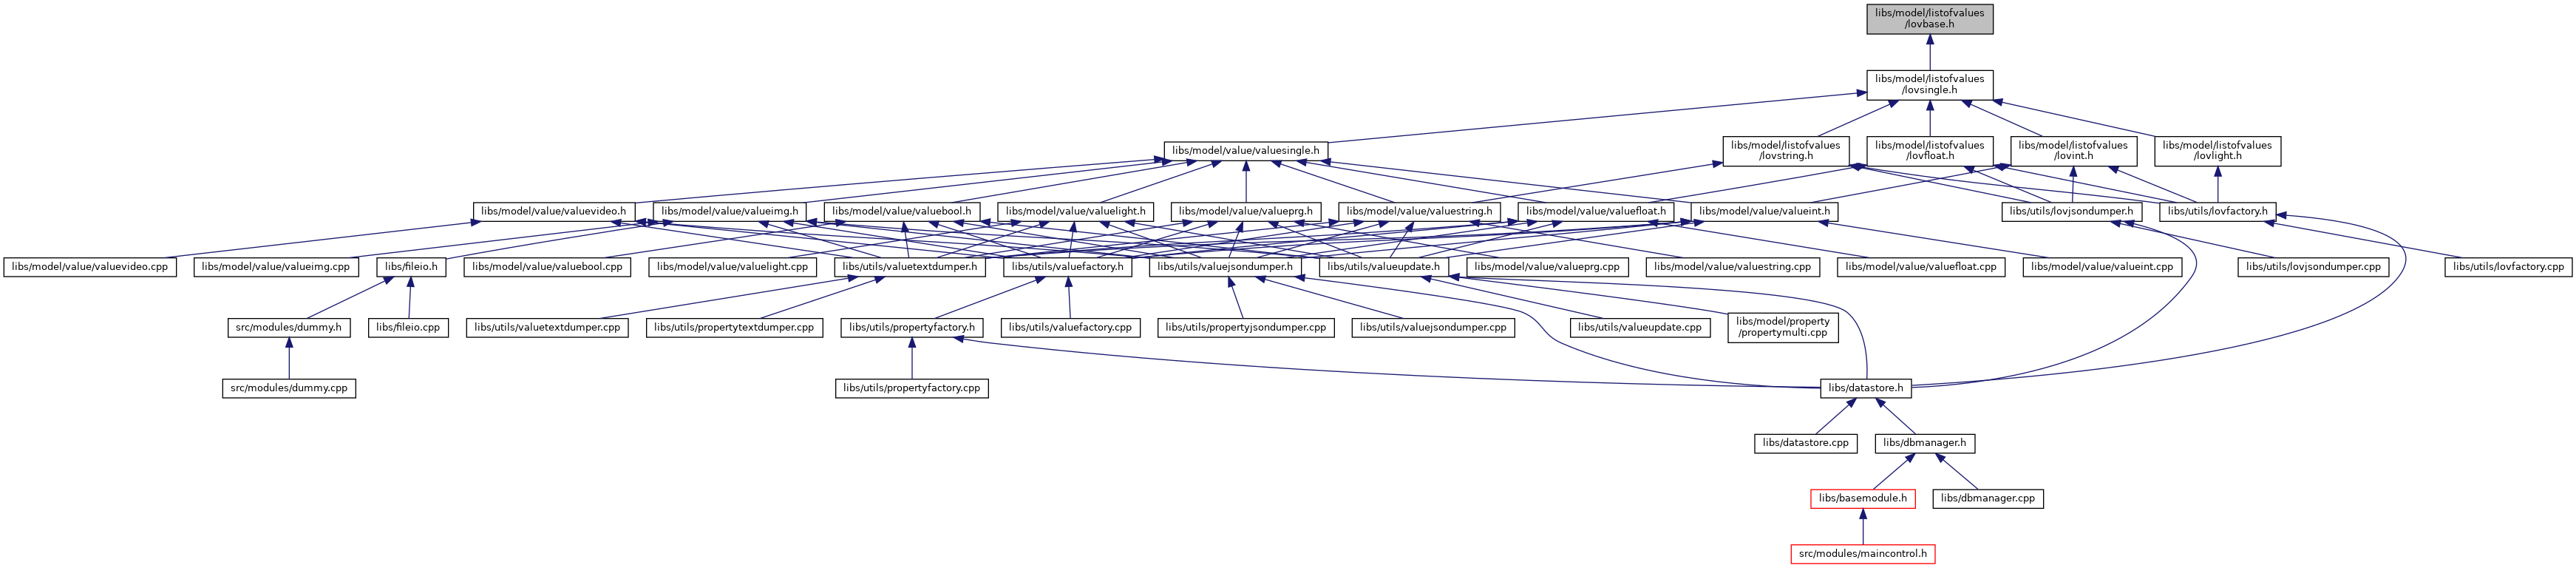 libs/model/listofvalues
/lovbase.h
libs/model/listofvalues
/lovsingle.h
libs/model/value/valuesingle.h
libs/model/listofvalues
/lovstring.h
libs/model/listofvalues
/lovfloat.h
libs/model/listofvalues
/lovint.h
libs/model/listofvalues
/lovlight.h
libs/model/value/valuevideo.h
libs/model/value/valueimg.h
libs/model/value/valuebool.h
libs/model/value/valuelight.h
libs/model/value/valueprg.h
libs/model/value/valuestring.h
libs/model/value/valuefloat.h
libs/model/value/valueint.h
libs/utils/lovjsondumper.h
libs/utils/lovfactory.h
libs/model/value/valuevideo.cpp
libs/model/value/valueimg.cpp
libs/fileio.h
libs/model/value/valuebool.cpp
libs/model/value/valuelight.cpp
libs/utils/valuetextdumper.h
libs/utils/valuefactory.h
libs/utils/valuejsondumper.h
libs/utils/valueupdate.h
libs/model/value/valueprg.cpp
libs/model/value/valuestring.cpp
libs/model/value/valuefloat.cpp
libs/model/value/valueint.cpp
libs/utils/lovjsondumper.cpp
libs/utils/lovfactory.cpp
src/modules/dummy.h
libs/fileio.cpp
libs/utils/valuetextdumper.cpp
libs/utils/propertytextdumper.cpp
libs/utils/propertyfactory.h
libs/utils/valuefactory.cpp
libs/utils/propertyjsondumper.cpp
libs/utils/valuejsondumper.cpp
libs/utils/valueupdate.cpp
libs/model/property
/propertymulti.cpp
src/modules/dummy.cpp
libs/utils/propertyfactory.cpp
libs/datastore.h
libs/datastore.cpp
libs/dbmanager.h
libs/basemodule.h
libs/dbmanager.cpp
src/modules/maincontrol.h